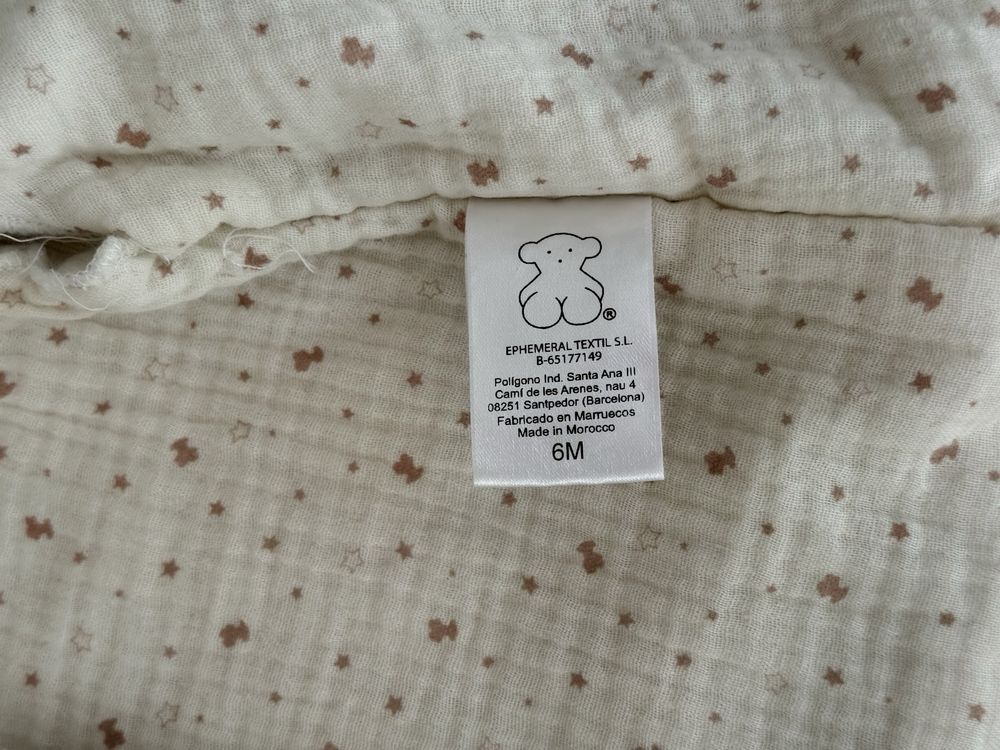 ®
EPHEMERAL TEXTIL S.L.
B-65177149
Polígono Ind. Santa Ana III
Camí de les Arenes, nau 4
08251 Santpedor (Barcelona)
Fabricado en Marruecos
Made in Morocco
6M